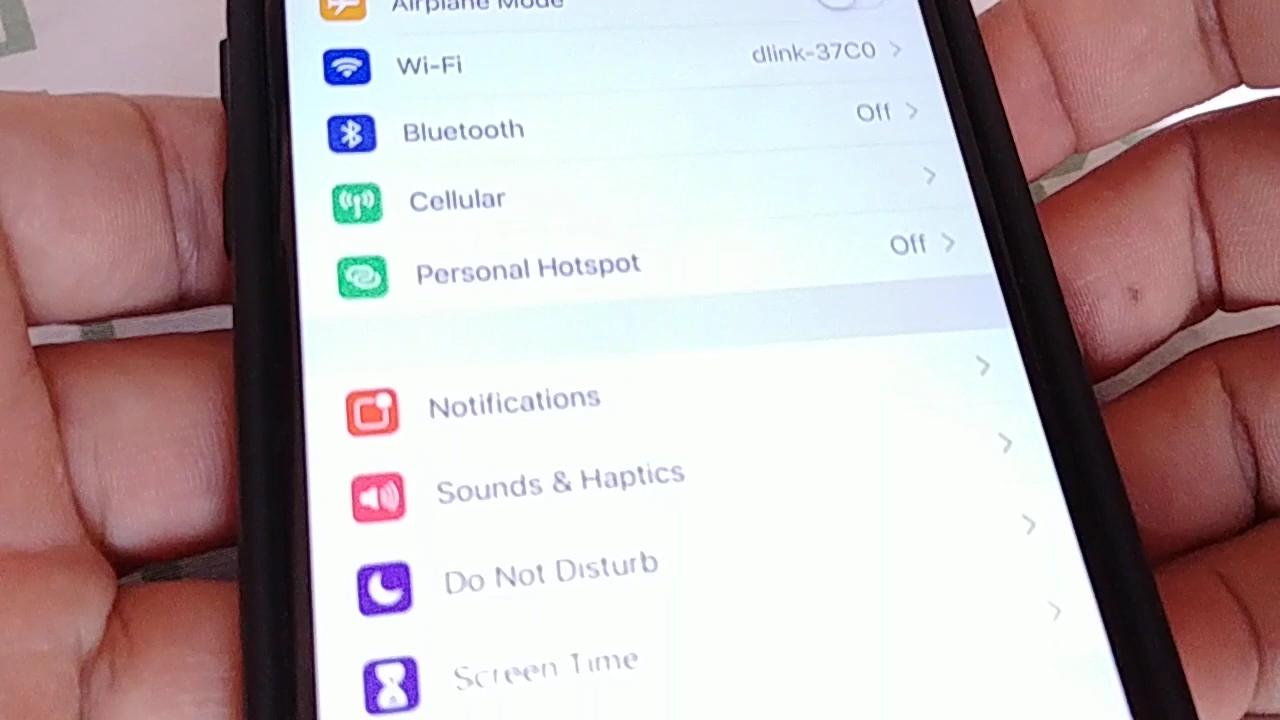 Airplane Mode
Wi-Fi dlink-37C0
Bluetooth Off
Cellular
Personal Hotspot Off
Notifications
Sounds & Haptics
Do Not Disturb
Screen Time